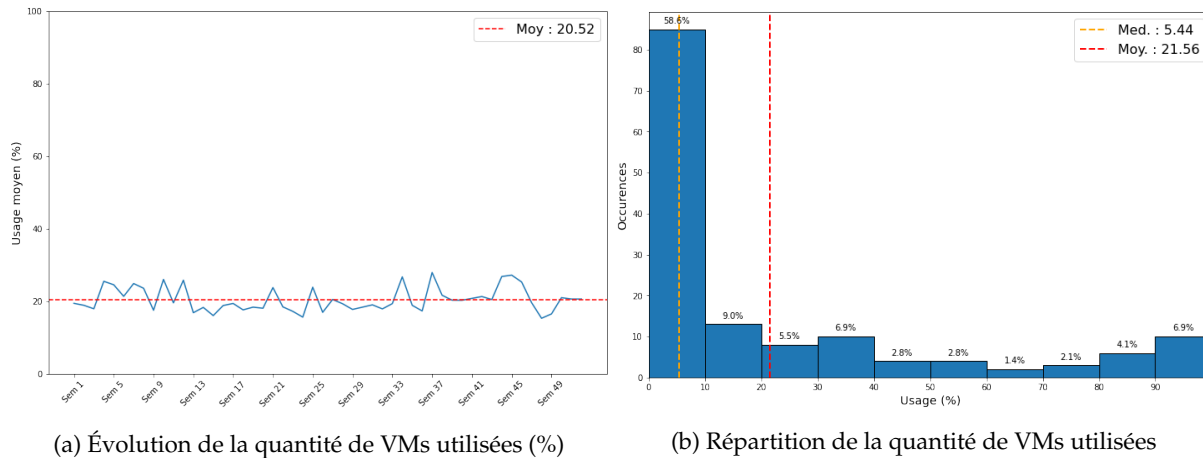 100
80
60
40
20
0
Usage moyen (%)
Moy : 20.52
Sem 1
Sem 5
Sem 9
Sem 13
Sem 17
Sem 21
Sem 25
Sem 29
Sem 33
Sem 37
Sem 41
Sem 45
Sem 49
(a) Évolution de la quantité de VMs utilisées (%)
80
70
60
50
40
30
20
10
0
Occurences
58.6%
9.0%
5.5%
6.9%
2.8%
2.8%
1.4%
2.1%
4.1%
6.9%
Med. : 5.44
Moy. : 21.56
0
10
20
30
40
50
60
70
80
90
Usage (%)
(b) Répartition de la quantité de VMs utilisées